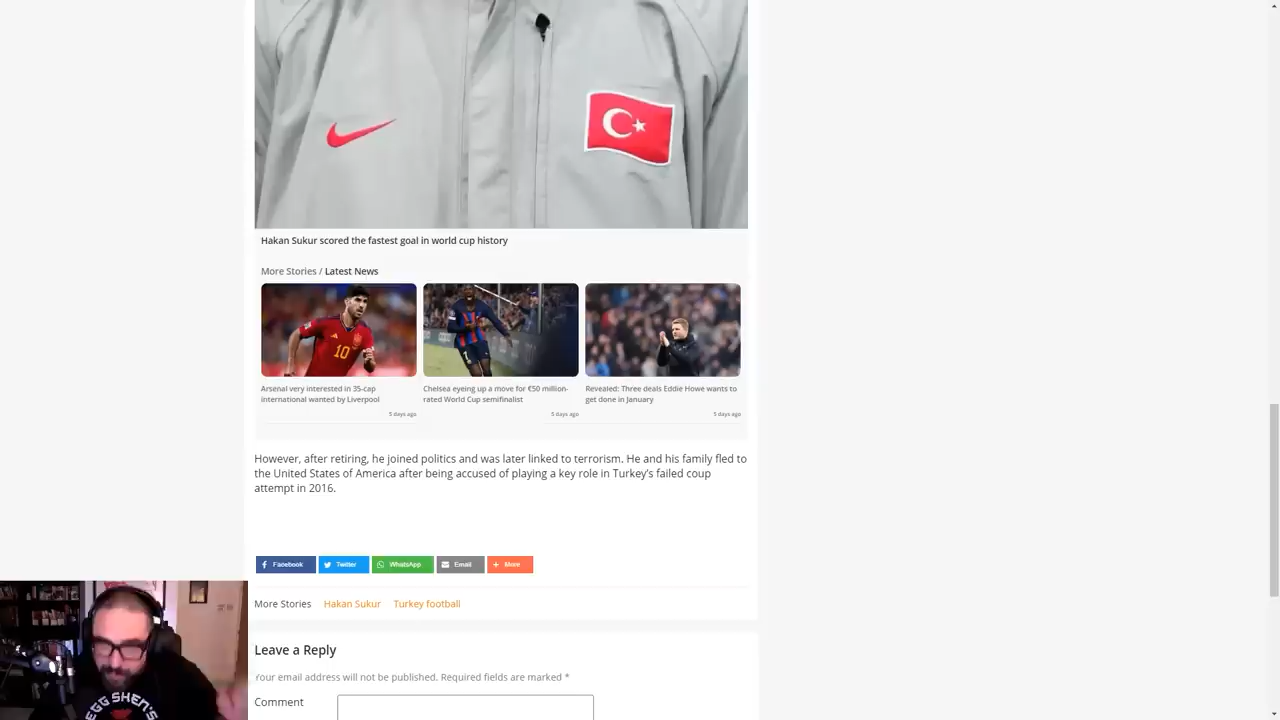 Hakan Sukur scored the fastest goal in world cup history
More Stories / Latest News
Arsenal very interested in 35-cap
international wanted by Liverpool
5 days ago
Chelsea eyeing up a move for €50 million-
rated World Cup semifinalist
5 days ago
Revealed: Three deals Eddie Howe wants to
get done in January
5 days ago
However, after retiring, he joined politics and was later linked to terrorism. He and his family fled to
the United States of America after being accused of playing a key role in Turkey's failed coup
attempt in 2016.
Facebook Twitter WhatsApp Email More
More Stories Hakan Sukur Turkey football
Leave a Reply
Your email address will not be published. Required fields are marked *
Comment
EGG SHEN'S